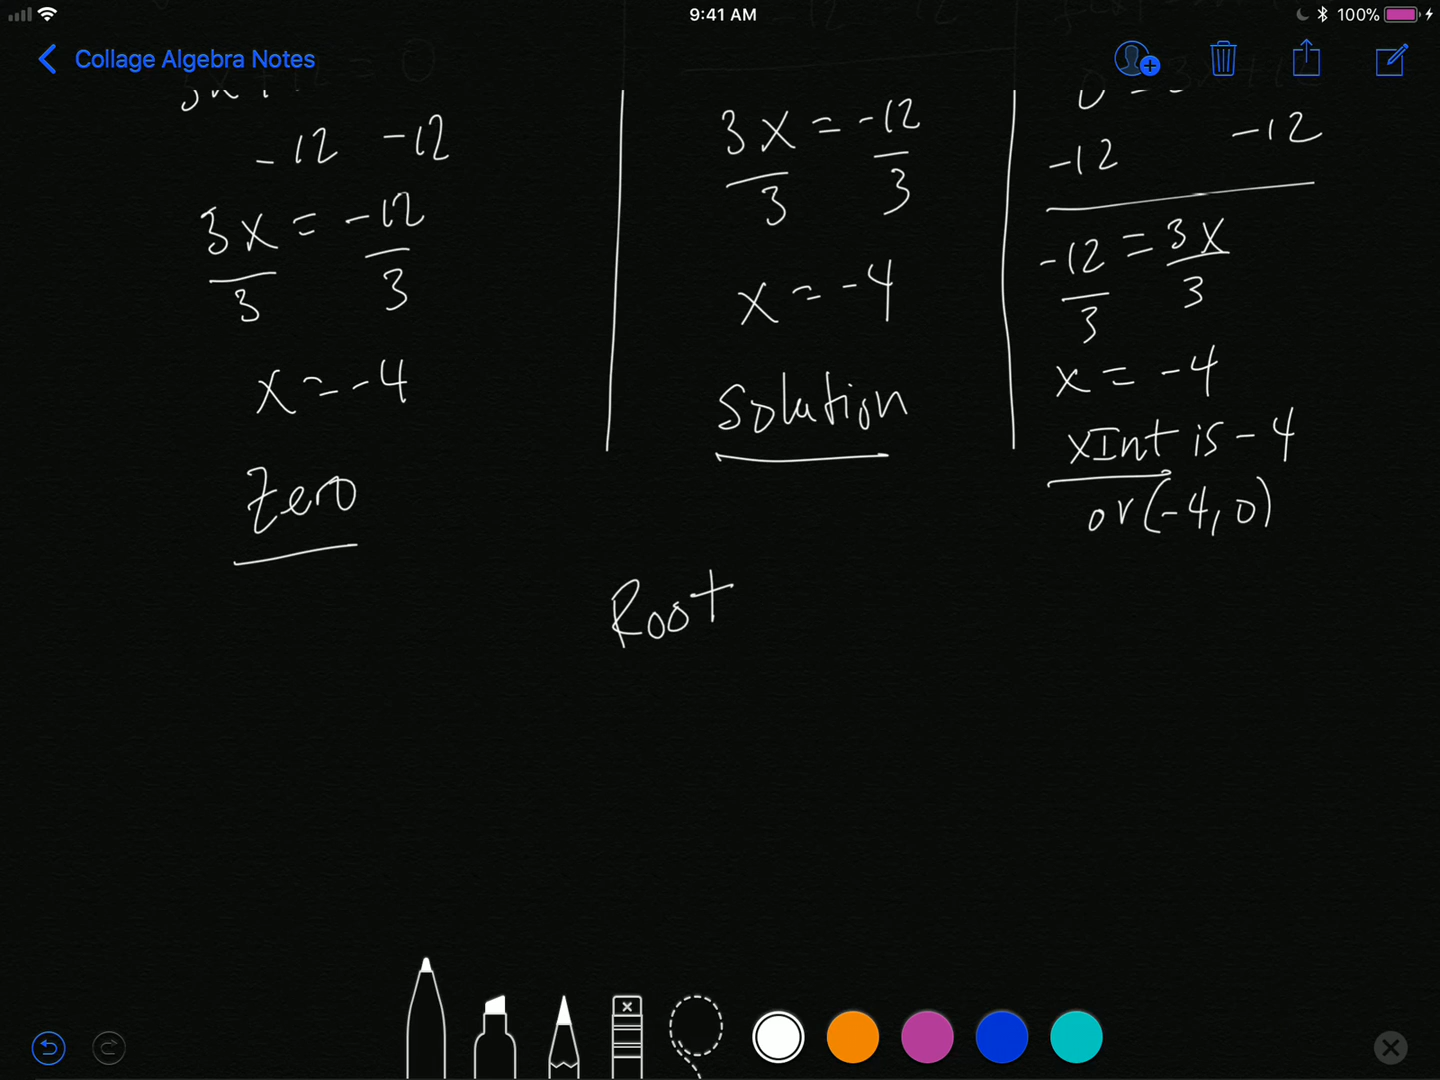 9:41 AM
100%
Collage Algebra Notes
-12 -12
3x = -12
3 3
x = -4
Zero
3x = -12
3 3
x = -4
Solution
-12 -12
-12 = 3x
3 3
x = -4
xInt is -4
or (-4, 0)
Root